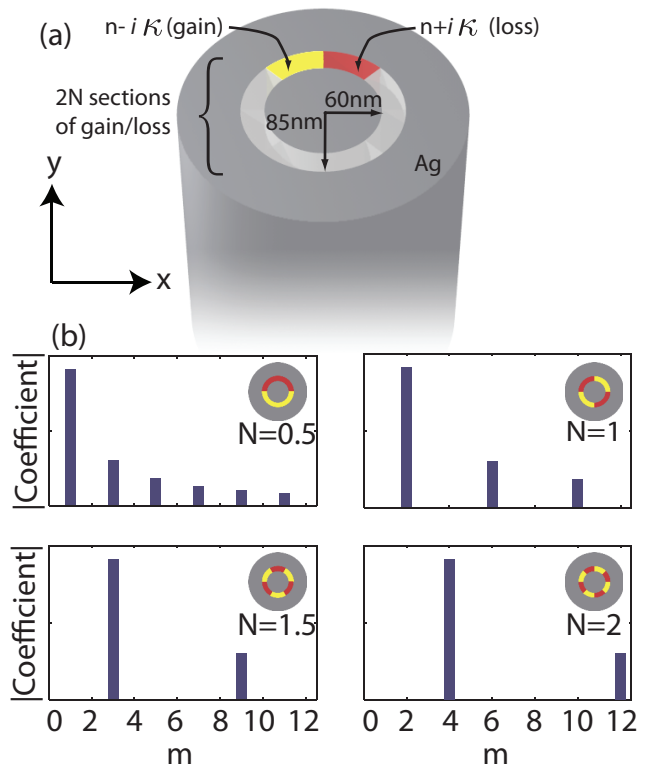 (a)
n- i κ (gain)
n+i κ (loss)
2N sections
of gain/loss
60nm
85nm
Ag
y
x
(b)
|Coefficient|
N=0.5
N=1
|Coefficient|
N=1.5
N=2
0 2 4 6 8 10 12
0 2 4 6 8 10 12
m
m